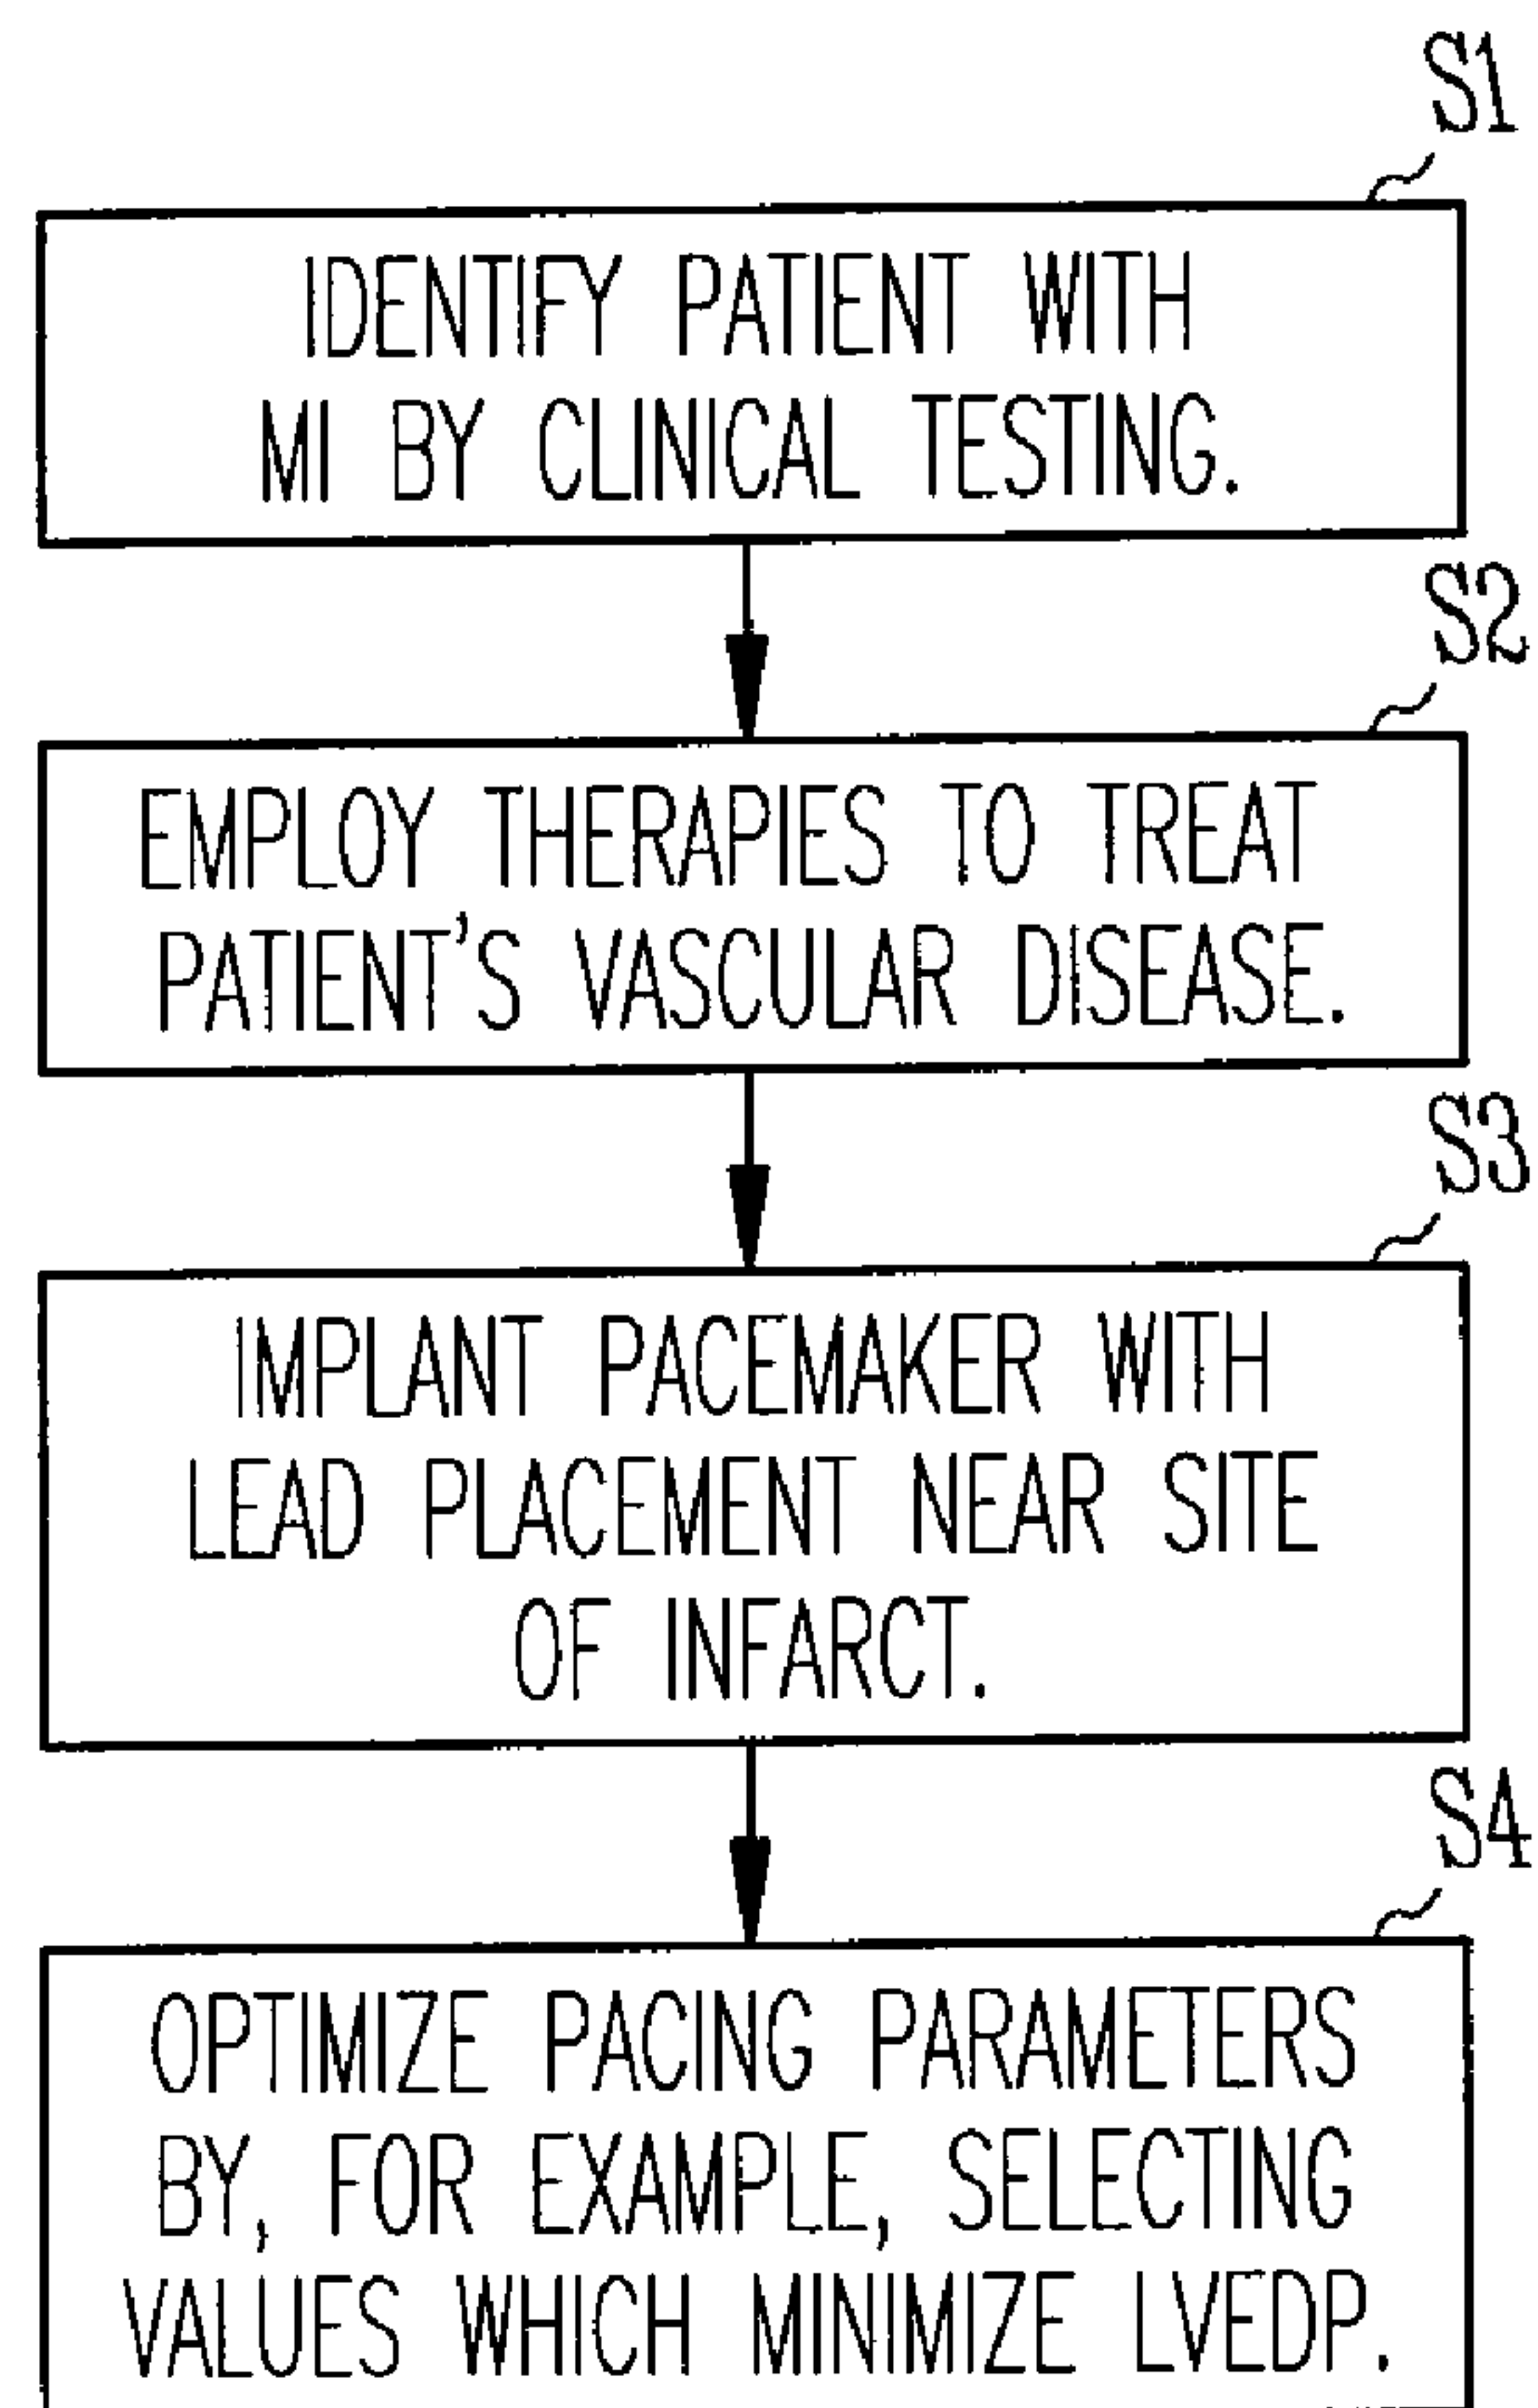 S1
IDENTIFY PATIENT WITH
MI BY CLINICAL TESTING.
S2
EMPLOY THERAPIES TO TREAT
PATIENT'S VASCULAR DISEASE.
S3
IMPLANT PACEMAKER WITH
LEAD PLACEMENT NEAR SITE
OF INFARCT.
S4
OPTIMIZE PACING PARAMETERS
BY, FOR EXAMPLE, SELECTING
VALUES WHICH MINIMIZE LVEDP.